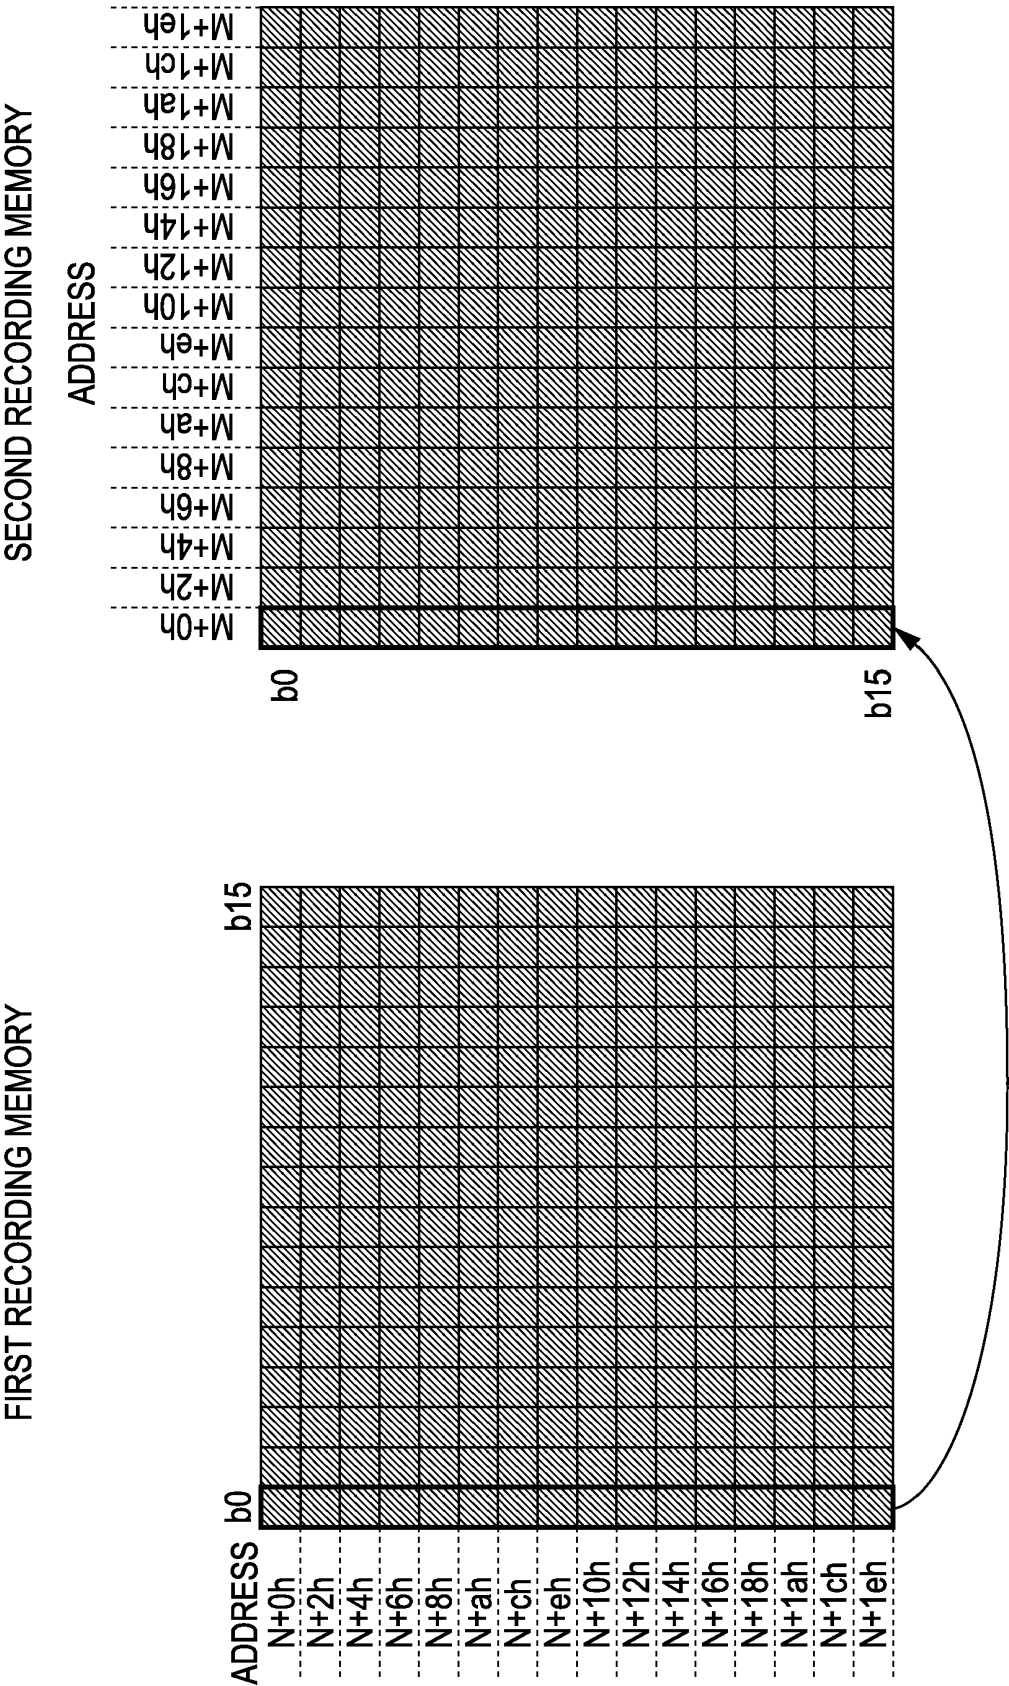 FIRST RECORDING MEMORY
ADDRESS
b0
b15
N+0h
N+2h
N+4h
N+6h
N+8h
N+ah
N+ch
N+eh
N+10h
N+12h
N+14h
N+16h
N+18h
N+1ah
N+1ch
N+1eh
SECOND RECORDING MEMORY
ADDRESS
M+0h
M+2h
M+4h
M+6h
M+8h
M+ah
M+ch
M+eh
M+10h
M+12h
M+14h
M+16h
M+18h
M+1ah
M+1ch
M+1eh
b0
b15